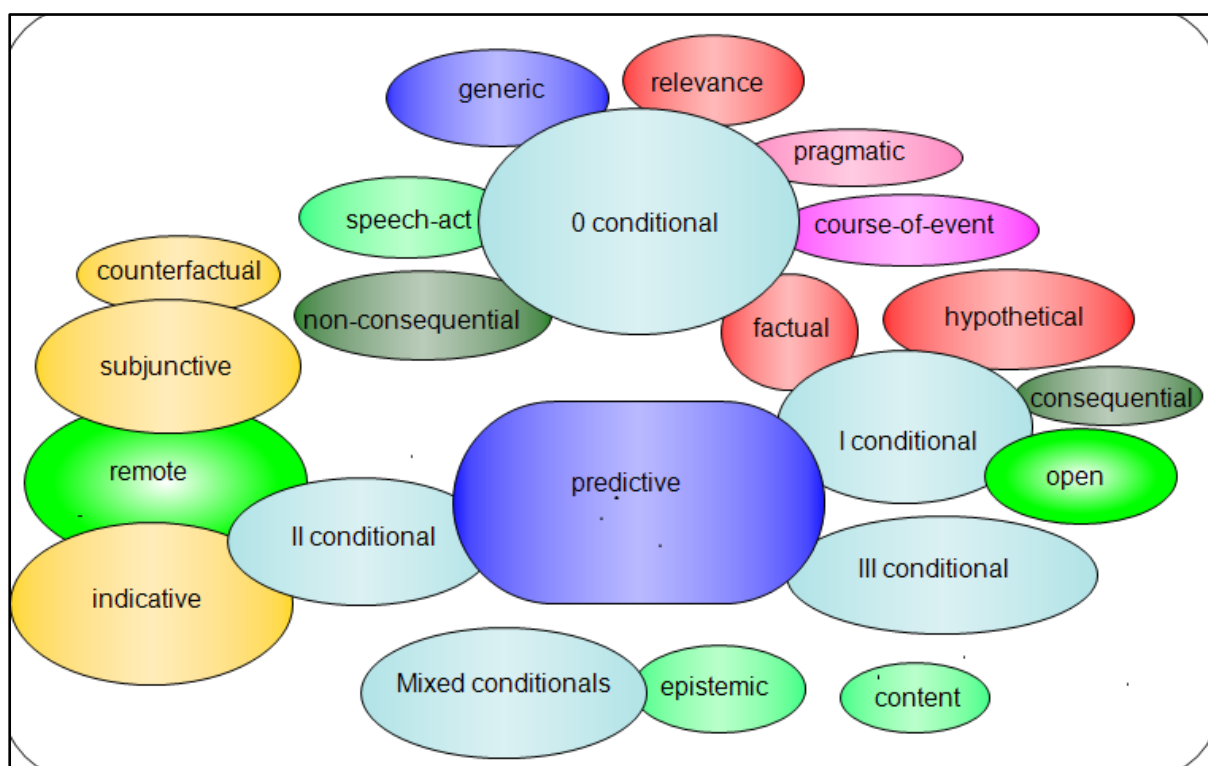 generic
relevance
pragmatic
speech-act
0 conditional
course-of-event
counterfactual
non-consequential
factual
hypothetical
subjunctive
consequential
I conditional
remote
predictive
open
II conditional
III conditional
indicative
Mixed conditionals
epistemic
content